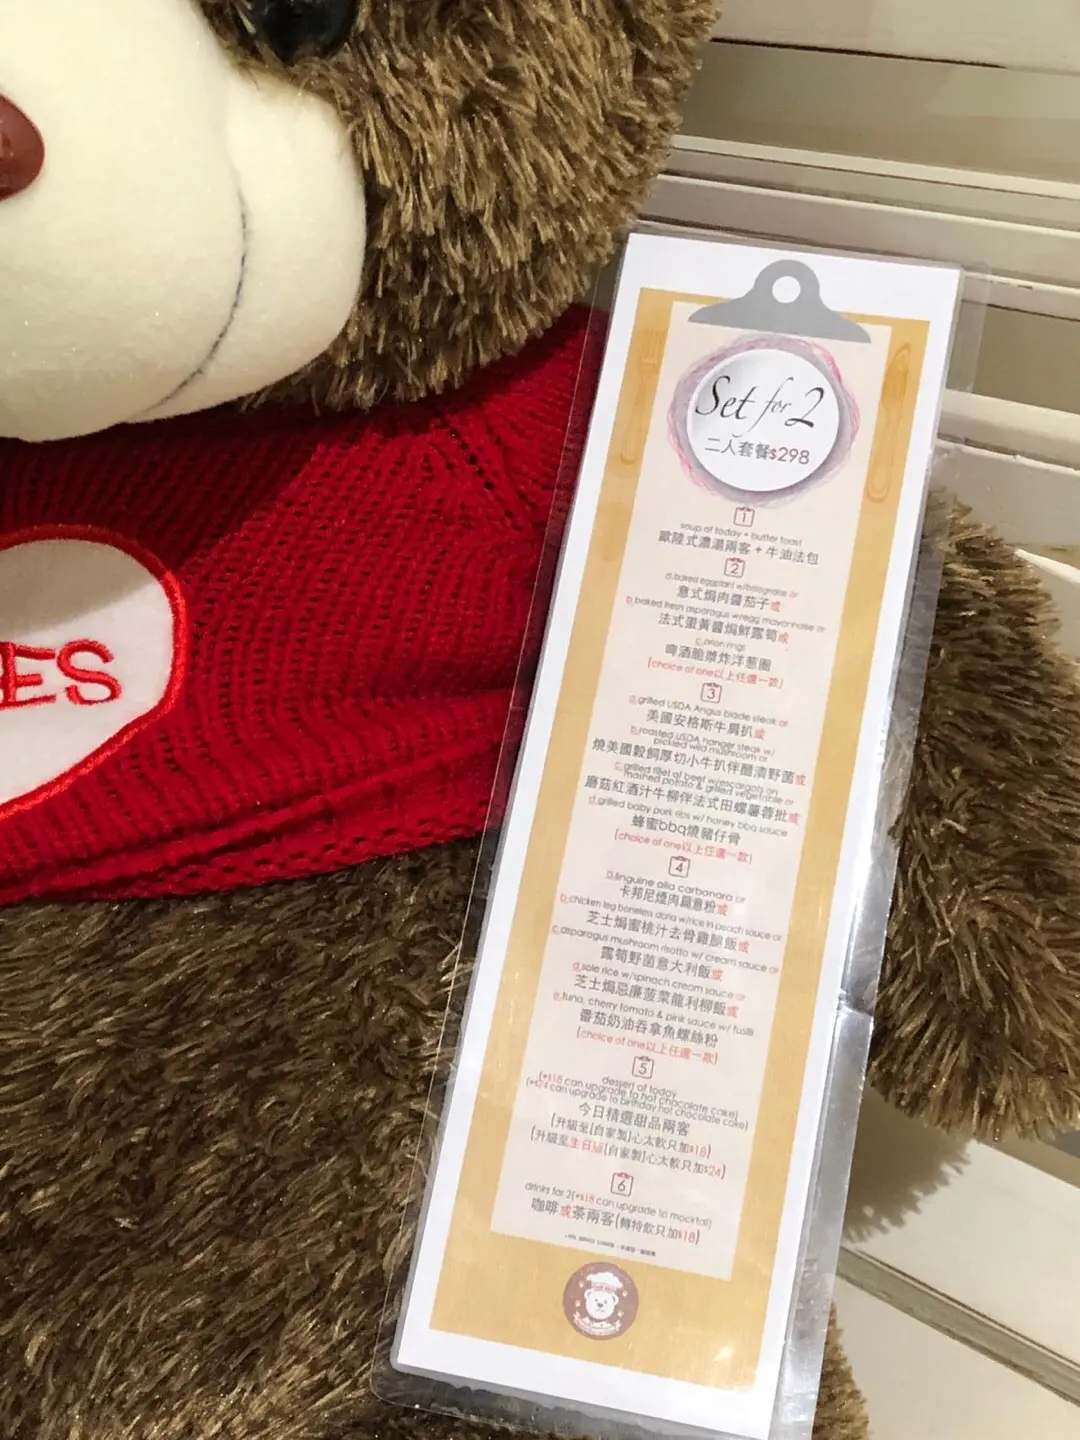 ES
Set for 2
二人套餐$298
1
soup of today + butter toast
歐陸式濃湯兩客 + 牛油法包
2
a.baked eggplant w/bolognaise or
意式焗肉醬茄子或
b.baked fresh asparagus w/egg mayonnaise or
法式蛋黃醬焗鮮露筍或
c.onion rings
啤酒脆漿炸洋葱圈
(choice of one以上任選一款)
3
a.grilled USDA Angus blade steak or
美國安格斯牛肩扒或
b.roasted USDA hanger steak w/
pickled wild mushroom or
燒美國穀飼厚切小牛扒伴醋漬野菌或
c.grilled fillet of beef w/escargots on
mashed potato & grilled vegetable or
蘑菇紅酒汁牛柳伴法式田螺薯蓉批或
d.grilled baby pork ribs w/ honey bbq sauce
蜂蜜bbq燒豬仔骨
(choice of one以上任選一款)
4
a.linguine alla carbonara or
卡邦尼煙肉扁意粉或
b.chicken leg boneless daria w/rice in peach sauce or
芝士焗蜜桃汁去骨雞腿飯或
c.asparagus mushroom risotto w/ cream sauce or
露筍野菌意大利飯或
d.sole rice w/spinach cream sauce or
芝士焗忌廉菠菜龍利柳飯或
e.tuna, cherry tomato & pink sauce w/ fusilli
番茄奶油吞拿魚螺絲粉
(choice of one以上任選一款)
5
dessert of today
(+$18 can upgrade to hot chocolate cake)
(+$24 can upgrade to birthday hot chocolate cake)
今日精選甜品兩客
(升級至[自家製]心太軟只加$18)
(升級至生日[自家製]心太軟只加$24)
6
drinks for 2(+$18 can upgrade to mocktail)
咖啡或茶兩客(轉特飲只加$18)